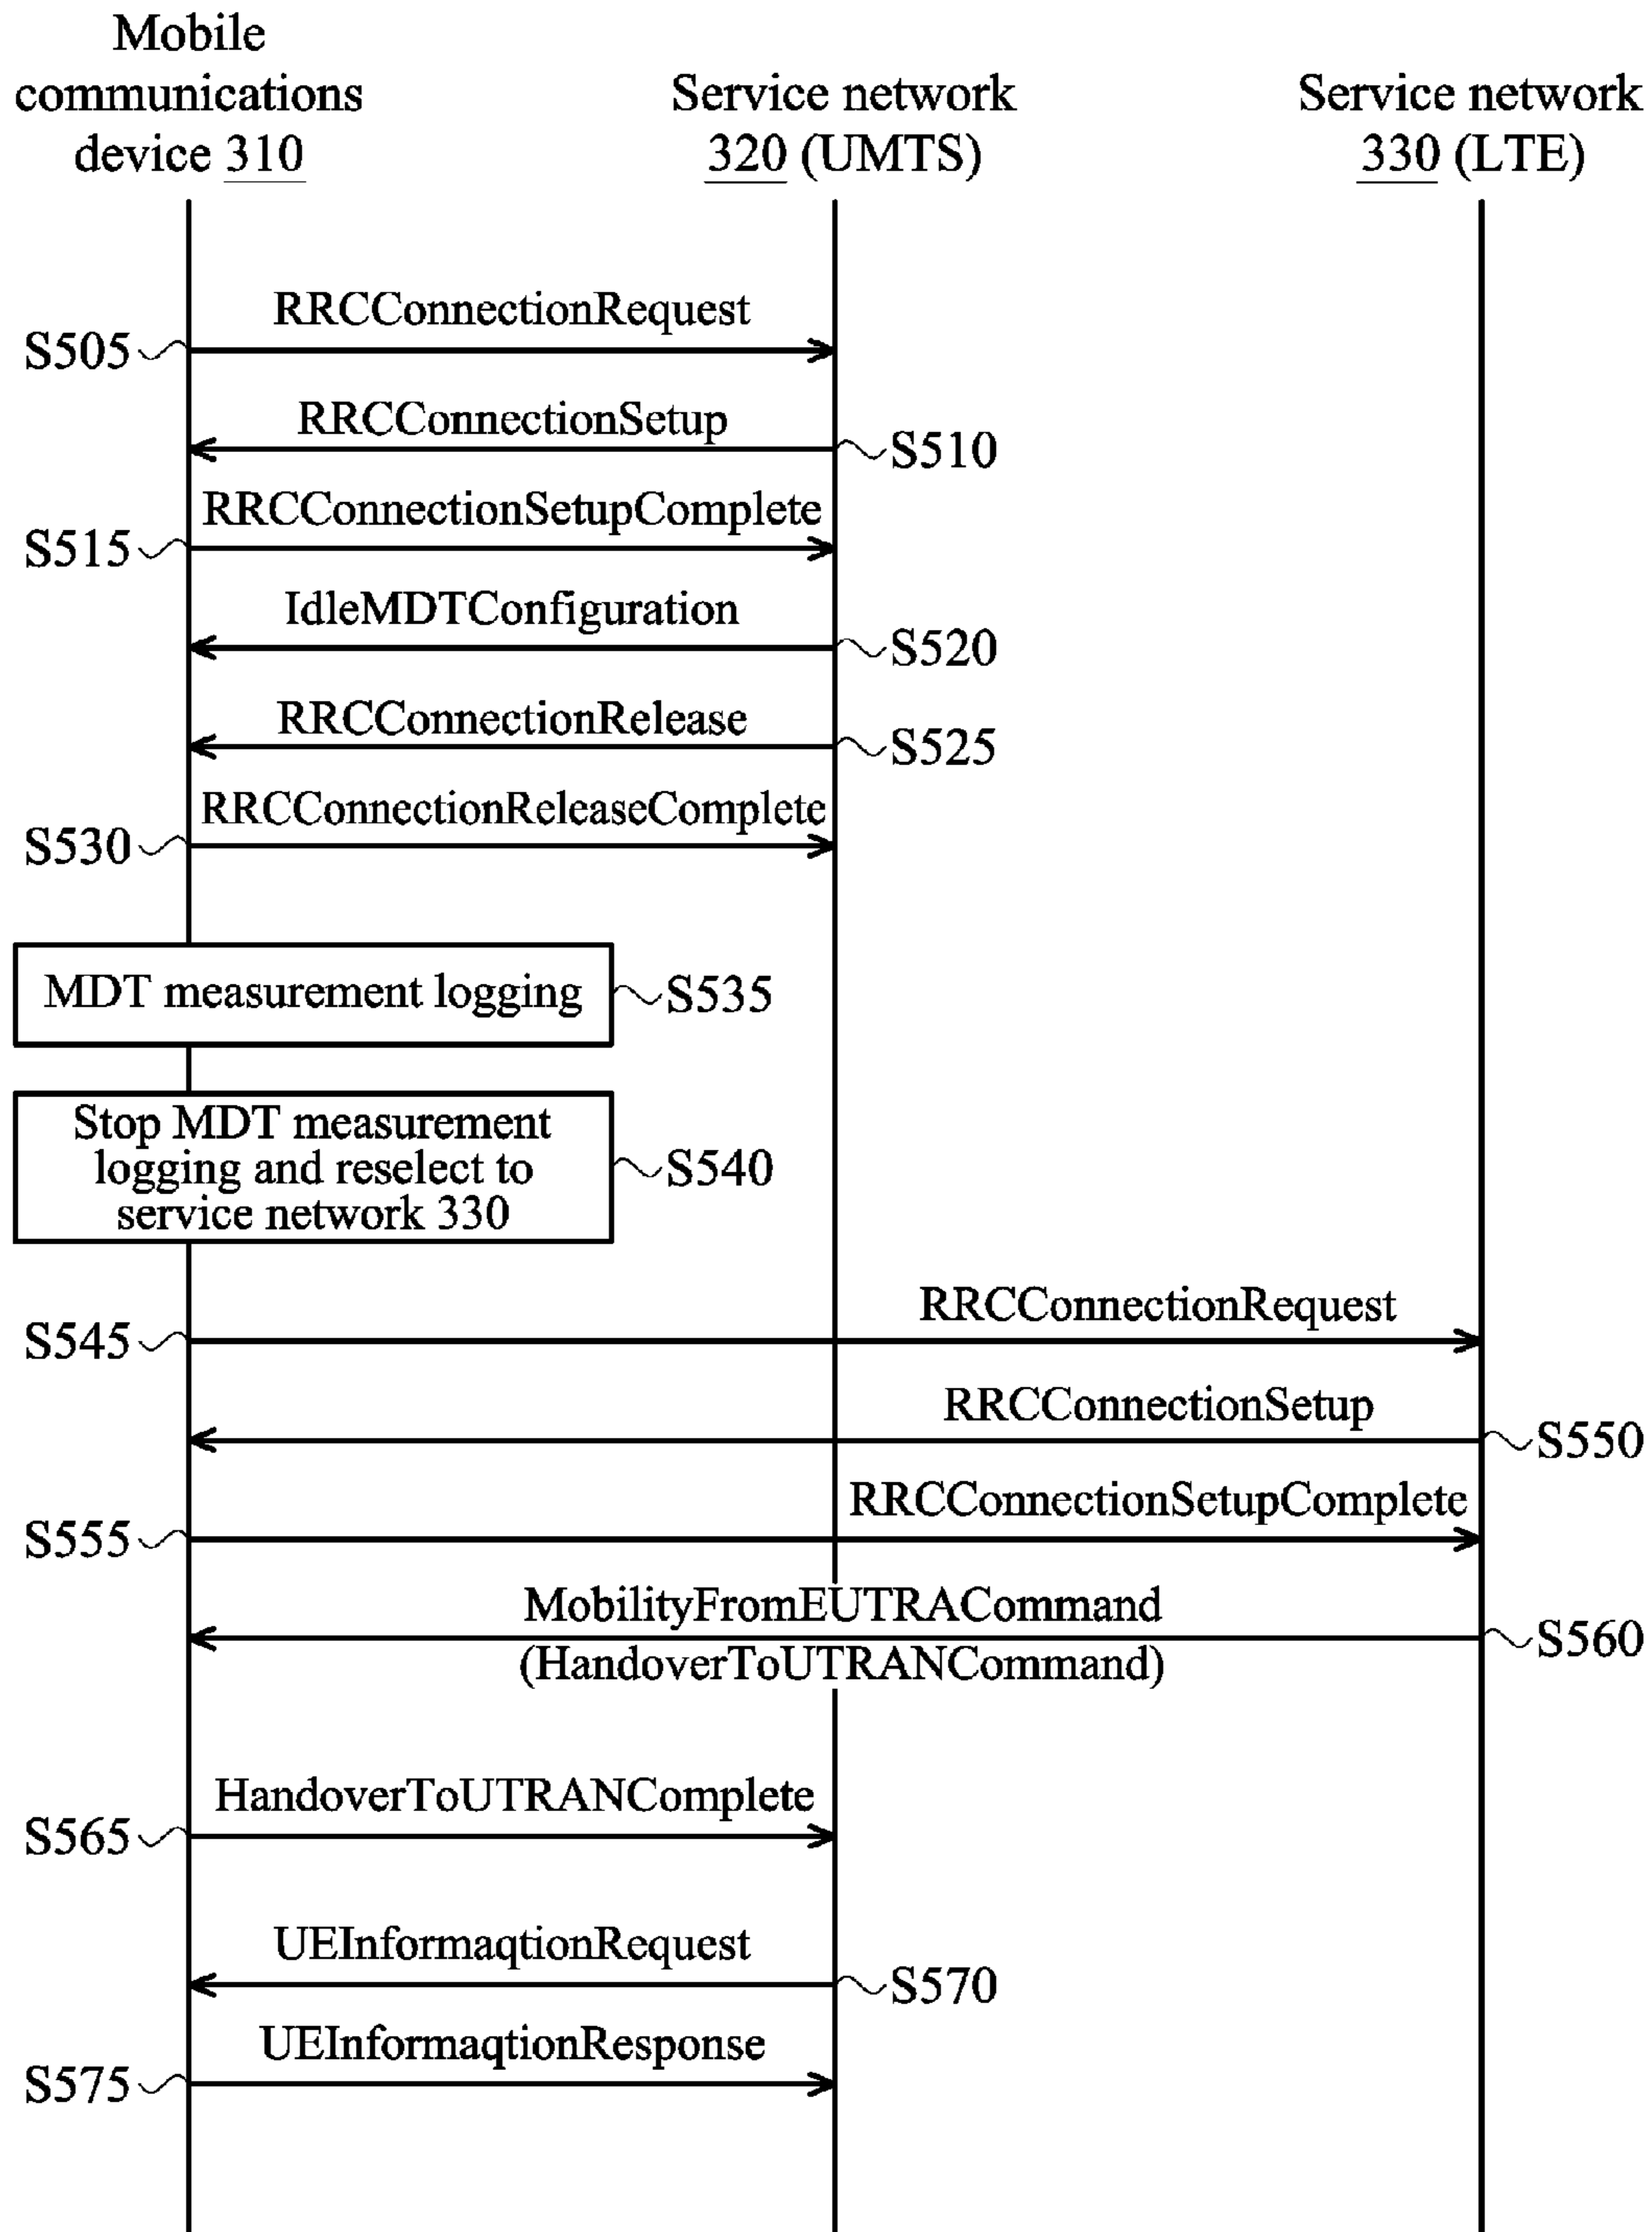 Mobile
communications
device 310
Service network
320 (UMTS)
Service network
330 (LTE)
RRCConnectionRequest
S505
RRCConnectionSetup
S510
RRCConnectionSetupComplete
S515
IdleMDTConfiguration
S520
RRCConnectionRelease
S525
RRCConnectionReleaseComplete
S530
MDT measurement logging
S535
Stop MDT measurement
logging and reselect to
service network 330
S540
RRCConnectionRequest
S545
RRCConnectionSetup
S550
RRCConnectionSetupComplete
S555
MobilityFromEUTRACommand
(HandoverToUTRANCommand)
S560
HandoverToUTRANComplete
S565
UEInformaqtionRequest
S570
UEInformaqtionResponse
S575